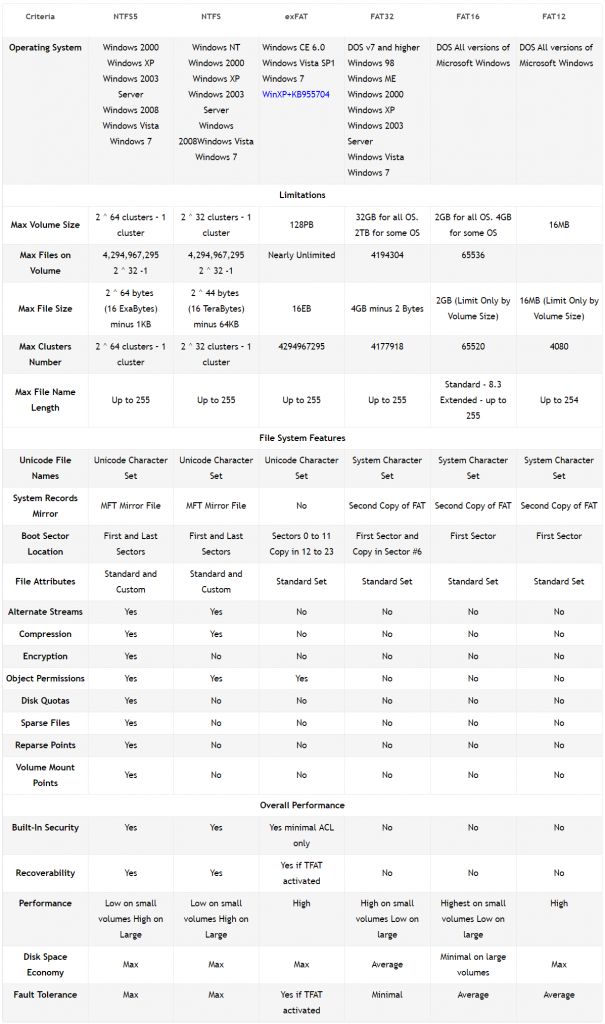 Criteria NTFS5 NTFS exFAT FAT32 FAT16 FAT12
Operating System Windows 2000 Windows NT Windows CE 6.0 DOS v7 and higher DOS All versions of DOS All versions of
Windows XP Windows 2000 Windows Vista SP1 Windows 98 Microsoft Windows Microsoft Windows
Windows 2003 Windows XP Windows 7 Windows ME
Server Windows 2003 WinXP+KB955704 Windows 2000
Windows 2008 Server Windows XP
Windows Vista Windows Windows 2003
Windows 7 2008Windows Vista Server
Windows 7 Windows Vista
Windows 7
Limitations
Max Volume Size 2 ^ 64 clusters - 1 cluster 2 ^ 32 clusters - 1 cluster 128PB 32GB for all OS. 2TB for some OS 2GB for all OS. 4GB for some OS 16MB
Max Files on Volume 4,294,967,295 2 ^ 32 -1 4,294,967,295 2 ^ 32 -1 Nearly Unlimited 4194304 65536
Max File Size 2 ^ 64 bytes (16 ExaBytes) minus 1KB 2 ^ 44 bytes (16 TeraBytes) minus 64KB 16EB 4GB minus 2 Bytes 2GB (Limit Only by Volume Size) 16MB (Limit Only by Volume Size)
Max Clusters Number 2 ^ 64 clusters - 1 cluster 2 ^ 32 clusters - 1 cluster 4294967295 4177918 65520 4080
Max File Name Length Up to 255 Up to 255 Up to 255 Up to 255 Standard - 8.3 Extended - up to 255 Up to 254
File System Features
Unicode File Names Unicode Character Set Unicode Character Set Unicode Character Set System Character Set System Character Set System Character Set
System Records Mirror MFT Mirror File MFT Mirror File No Second Copy of FAT Second Copy of FAT Second Copy of FAT
Boot Sector Location First and Last Sectors First and Last Sectors Sectors 0 to 11 Copy in 12 to 23 First Sector and Copy in Sector #6 First Sector First Sector
File Attributes Standard and Custom Standard and Custom Standard Set Standard Set Standard Set Standard Set
Alternate Streams Yes Yes No No No No
Compression Yes Yes No No No No
Encryption Yes No No No No No
Object Permissions Yes Yes Yes No No No
Disk Quotas Yes No No No No No
Sparse Files Yes No No No No No
Reparse Points Yes No No No No No
Volume Mount Points Yes No No No No No
Overall Performance
Built-In Security Yes Yes Yes minimal ACL only No No No
Recoverability Yes Yes Yes if TFAT activated No No No
Performance Low on small volumes High on Large Low on small volumes High on Large High High on small volumes Low on large Highest on small volumes Low on large High
Disk Space Economy Max Max Max Average Minimal on large volumes Max
Fault Tolerance Max Max Yes if TFAT activated Minimal Average Average